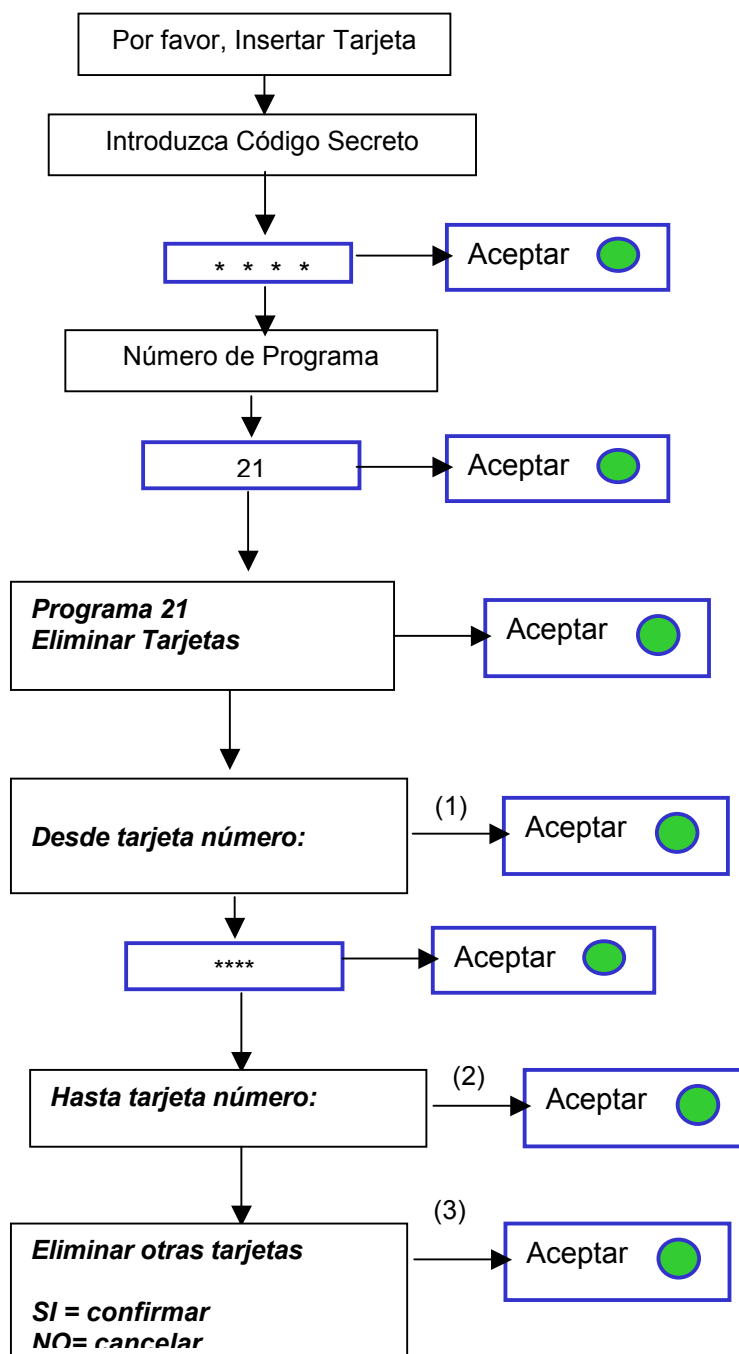 Por favor, Insertar Tarjeta
Introduzca Código Secreto
* * * *
Aceptar
Número de Programa
21
Aceptar
Programa 21
Eliminar Tarjetas
Aceptar
Desde tarjeta número:
(1)
Aceptar
****
Aceptar
Hasta tarjeta número:
(2)
Aceptar
Eliminar otras tarjetas
(3)
Aceptar
SI = confirmar
NO= cancelar